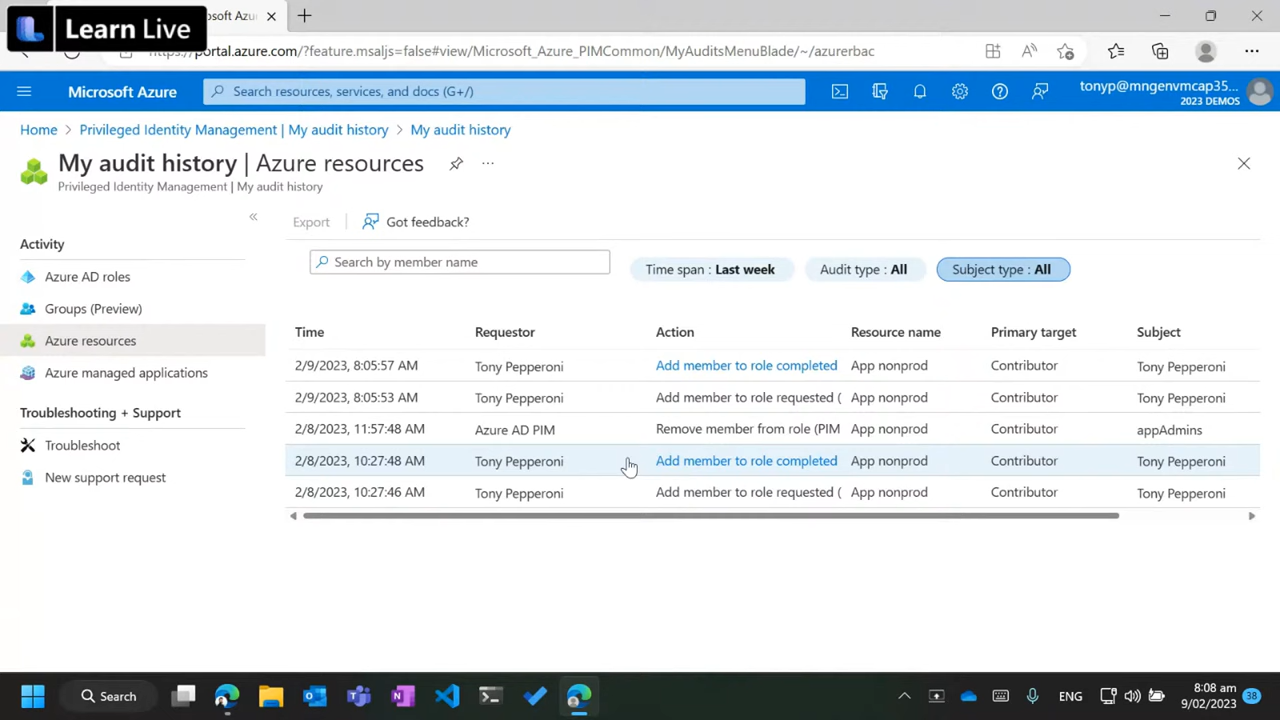 Learn Live
osoft Azu
portal.azure.com/?feature.msaljs=false#view/Microsoft_Azure_PIMCommon/MyAuditsMenuBlade/~/azurerbac
Microsoft Azure
Search resources, services, and docs (G+/)
tonyp@mngenvmcap35...
2023 DEMOS
Home > Privileged Identity Management | My audit history > My audit history
My audit history | Azure resources
Privileged Identity Management | My audit history
Export
Got feedback?
Activity
Azure AD roles
Groups (Preview)
Azure resources
Azure managed applications
Troubleshooting + Support
Troubleshoot
New support request
Search by member name
Time span : Last week
Audit type : All
Subject type : All
Time Requestor Action Resource name Primary target Subject
2/9/2023, 8:05:57 AM Tony Pepperoni Add member to role completed App nonprod Contributor Tony Pepperoni
2/9/2023, 8:05:53 AM Tony Pepperoni Add member to role requested ( App nonprod Contributor Tony Pepperoni
2/8/2023, 11:57:48 AM Azure AD PIM Remove member from role (PIM App nonprod Contributor appAdmins
2/8/2023, 10:27:48 AM Tony Pepperoni Add member to role completed App nonprod Contributor Tony Pepperoni
2/8/2023, 10:27:46 AM Tony Pepperoni Add member to role requested ( App nonprod Contributor Tony Pepperoni
Search
ENG
8:08 am
9/02/2023
38